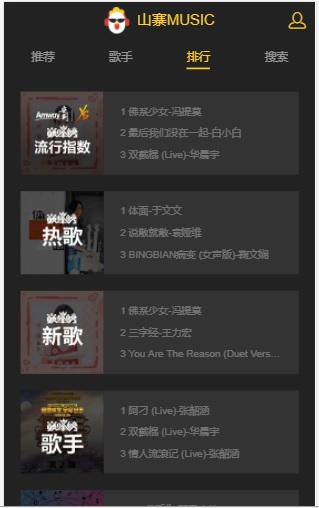 山寨MUSIC
推荐 歌手 排行 搜索
Amway
巅峰榜
流行指数
1 佛系少女-冯提莫
2 最后我们没在一起-白小白
3 双截棍 (Live)-华晨宇
巅峰榜
热歌
1 体面-于文文
2 说散就散-袁娅维
3 BINGBIAN病变 (女声版)-鞠文娴
巅峰榜
新歌
1 佛系少女-冯提莫
2 三字经-王力宏
3 You Are The Reason (Duet Vers...
巅峰榜
歌手
1 阿刁 (Live)-张韶涵
2 双截棍 (Live)-华晨宇
3 情人流浪记 (Live)-张韶涵